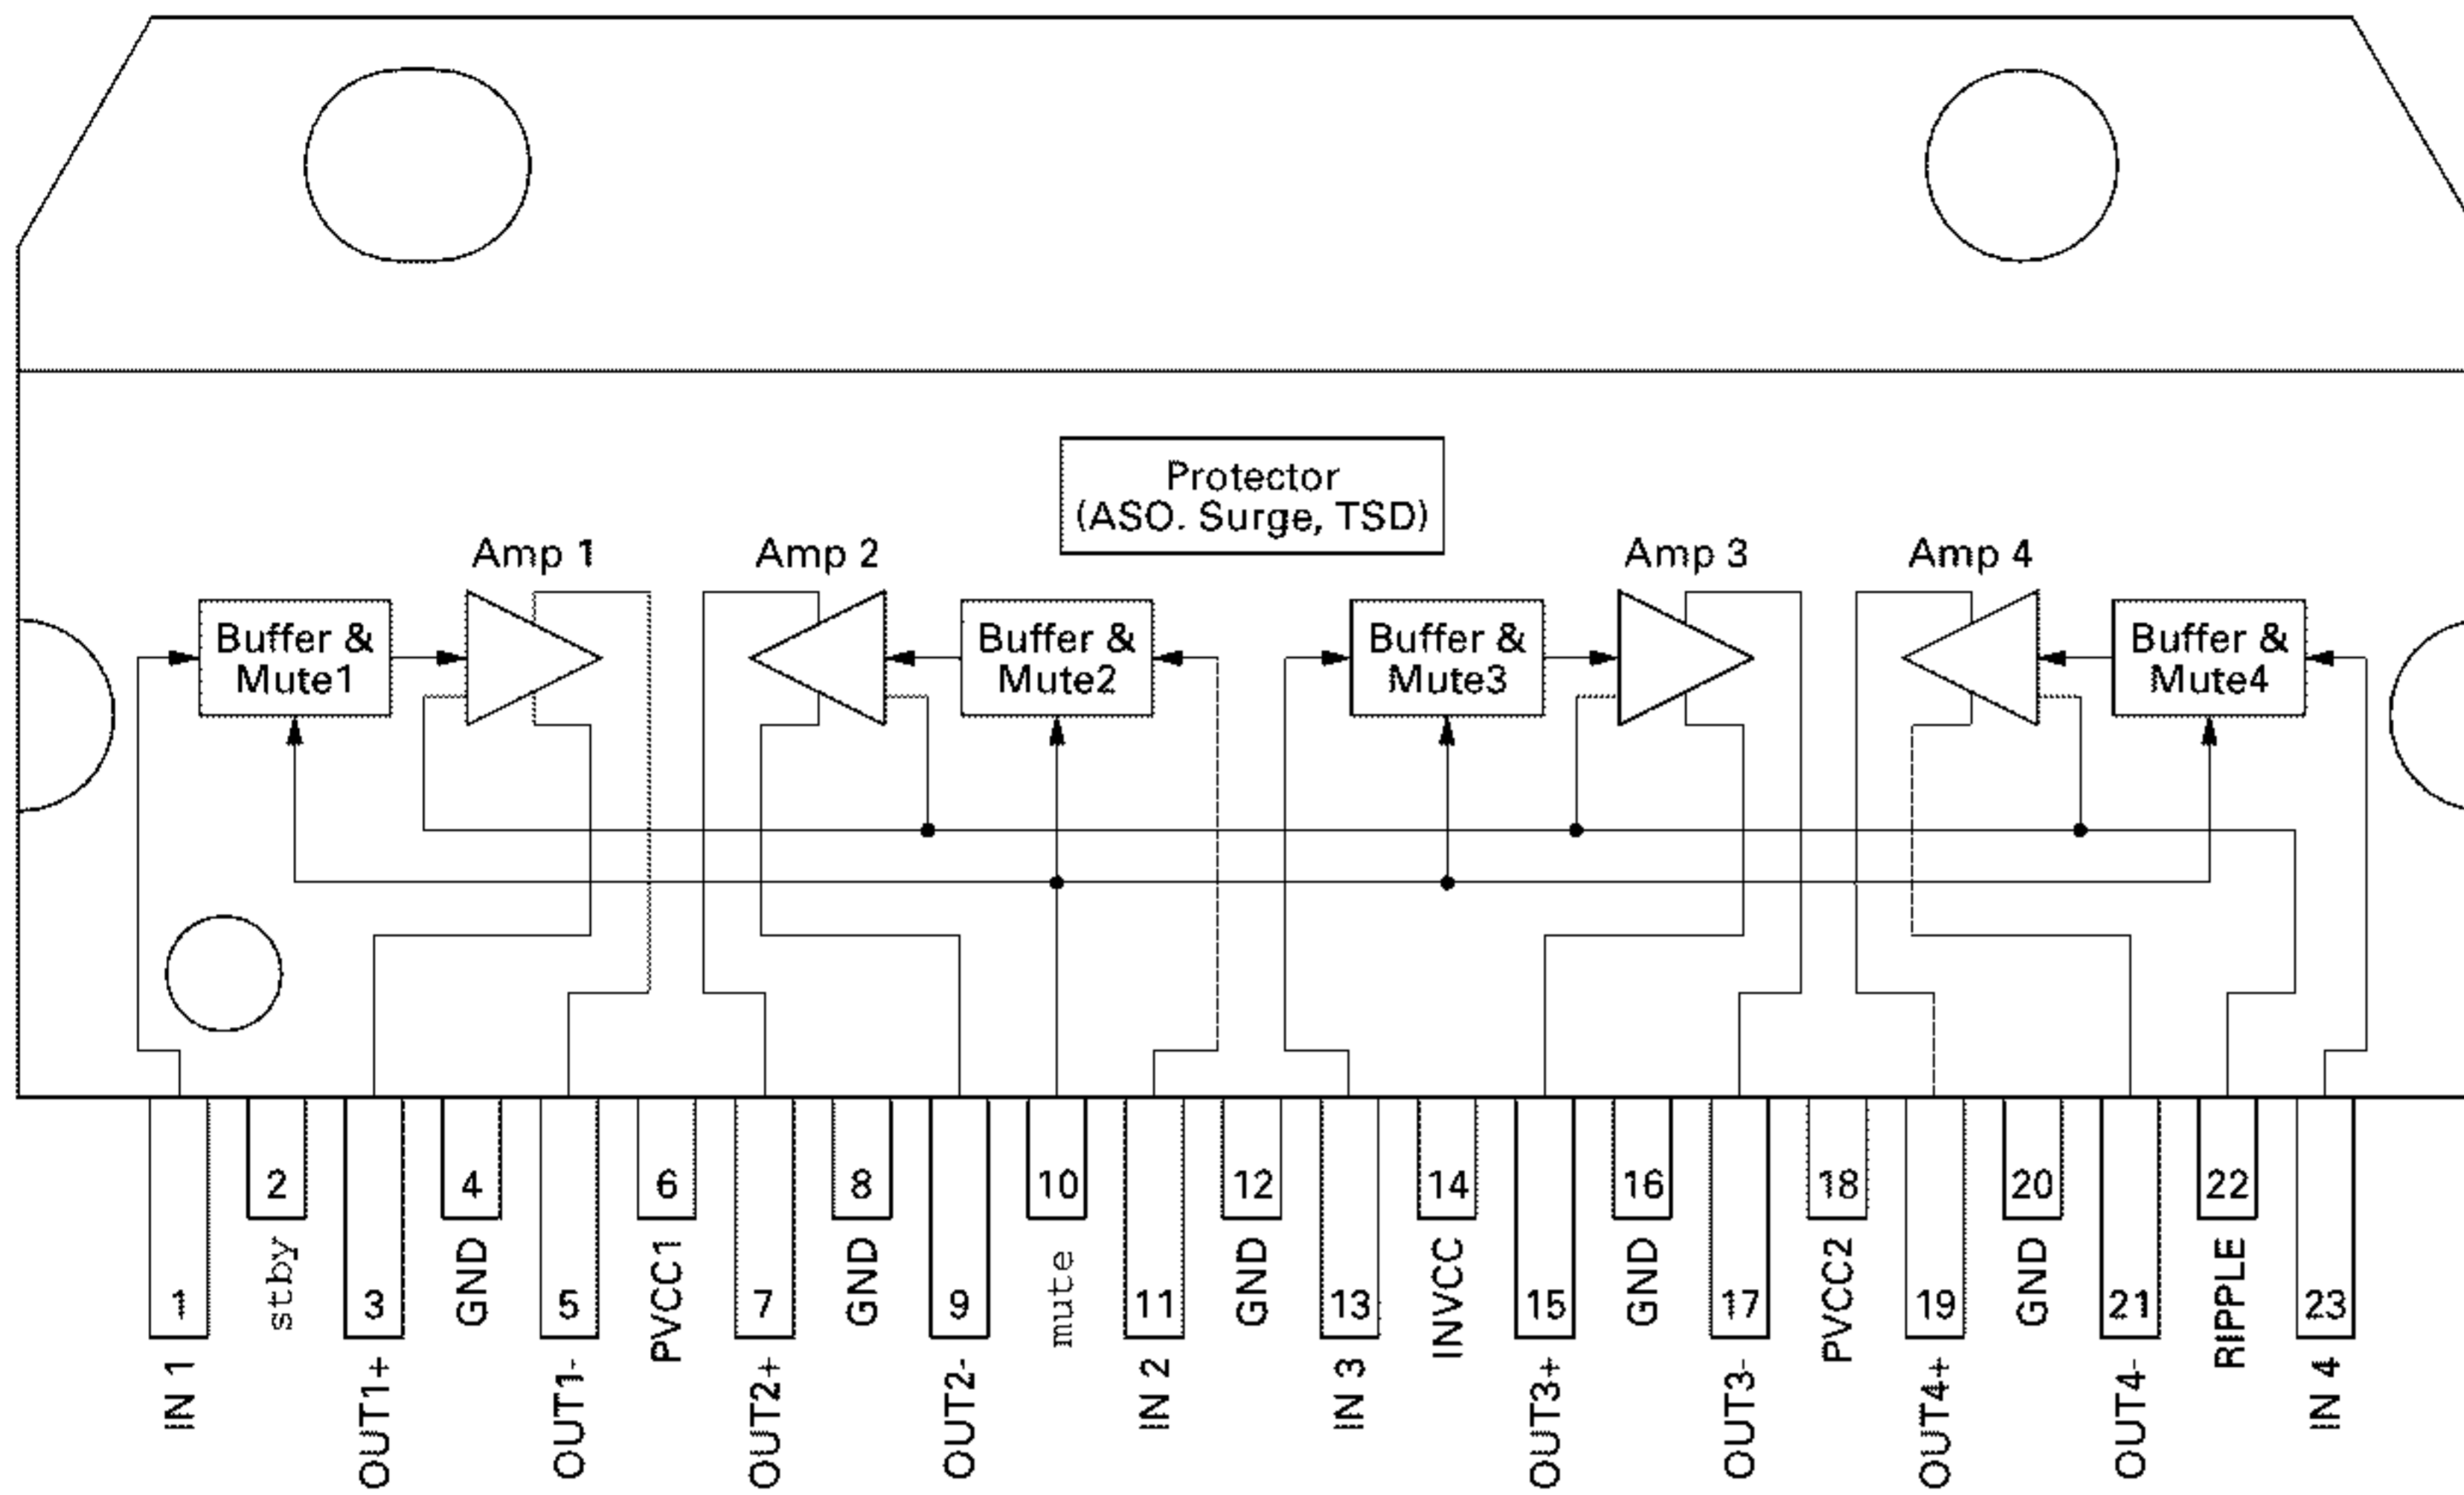 Protector
(ASO. Surge, TSD)
Amp 1
Amp 2
Amp 3
Amp 4
Buffer &
Mute1
Buffer &
Mute2
Buffer &
Mute3
Buffer &
Mute4
1
2
3
4
5
6
7
8
9
10
11
12
13
14
15
16
17
18
19
20
21
22
23
IN 1
stby
OUT1+
GND
OUT1-
PVCC1
OUT2+
GND
OUT2-
mute
IN 2
GND
IN 3
INVCC
OUT3+
GND
OUT3-
PVCC2
OUT4+
GND
OUT4-
RIPPLE
IN 4